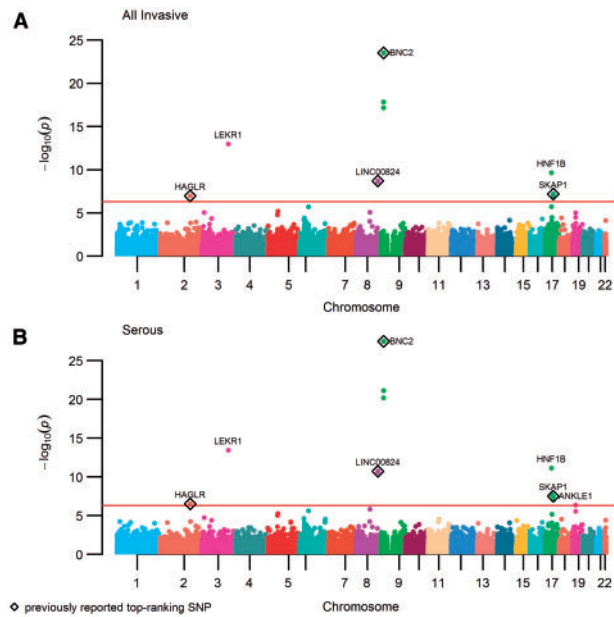 A
All Invasive
25
20
15
10
5
0
−log10(p)
BNC2
LEKR1
LINC00824
HNF1B
HAGLR
SKAP1
1 2 3 4 5 6 7 8 9 11 13 15 17 19 22
Chromosome
B
Serous
25
20
15
10
5
0
−log10(p)
BNC2
LEKR1
LINC00824
HNF1B
HAGLR
SKAP1
ANKLE1
1 2 3 4 5 7 8 9 11 13 15 17 19 22
Chromosome
previously reported top-ranking SNP